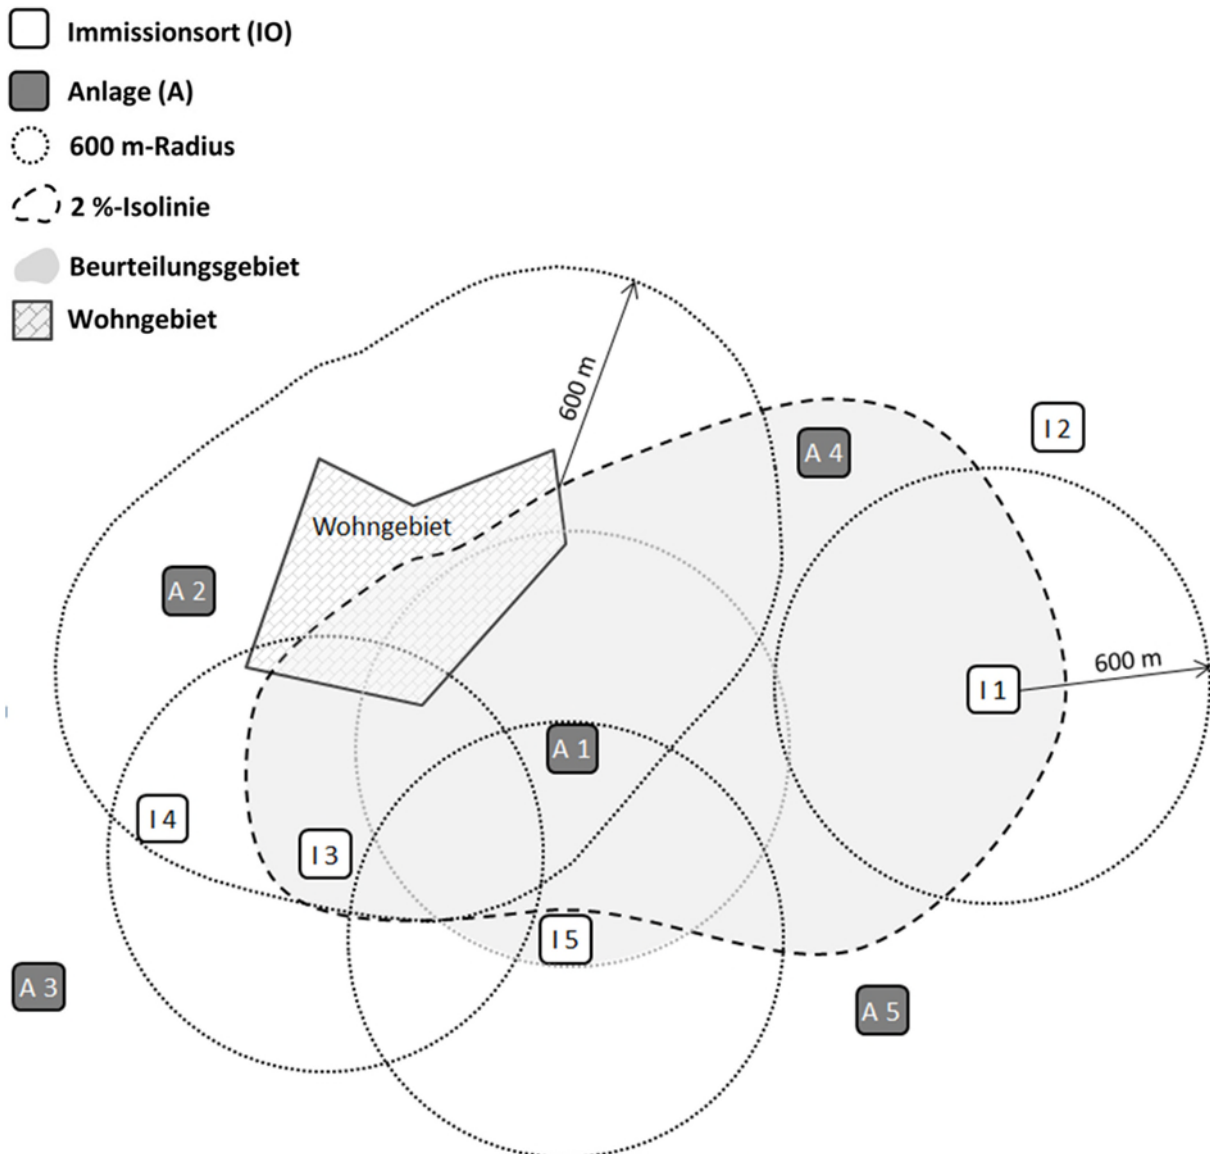 Immissionsort (IO)
Anlage (A)
600 m-Radius
2 %-Isolinie
Beurteilungsgebiet
Wohngebiet
600 m
I 2
A 4
Wohngebiet
A 2
600 m
I 1
A 1
I 4
I 3
I 5
A 3
A 5